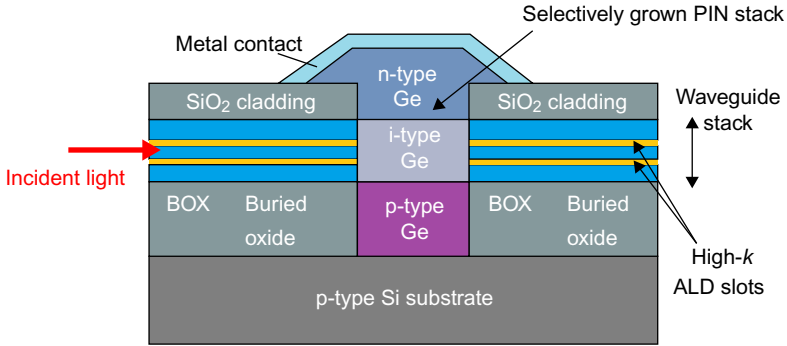 Selectively grown PIN stack
Metal contact
n-type
Ge
SiO₂ cladding
SiO₂ cladding
Waveguide
stack
i-type
Ge
Incident light
BOX Buried
oxide
p-type
Ge
BOX Buried
oxide
High-k
ALD slots
p-type Si substrate